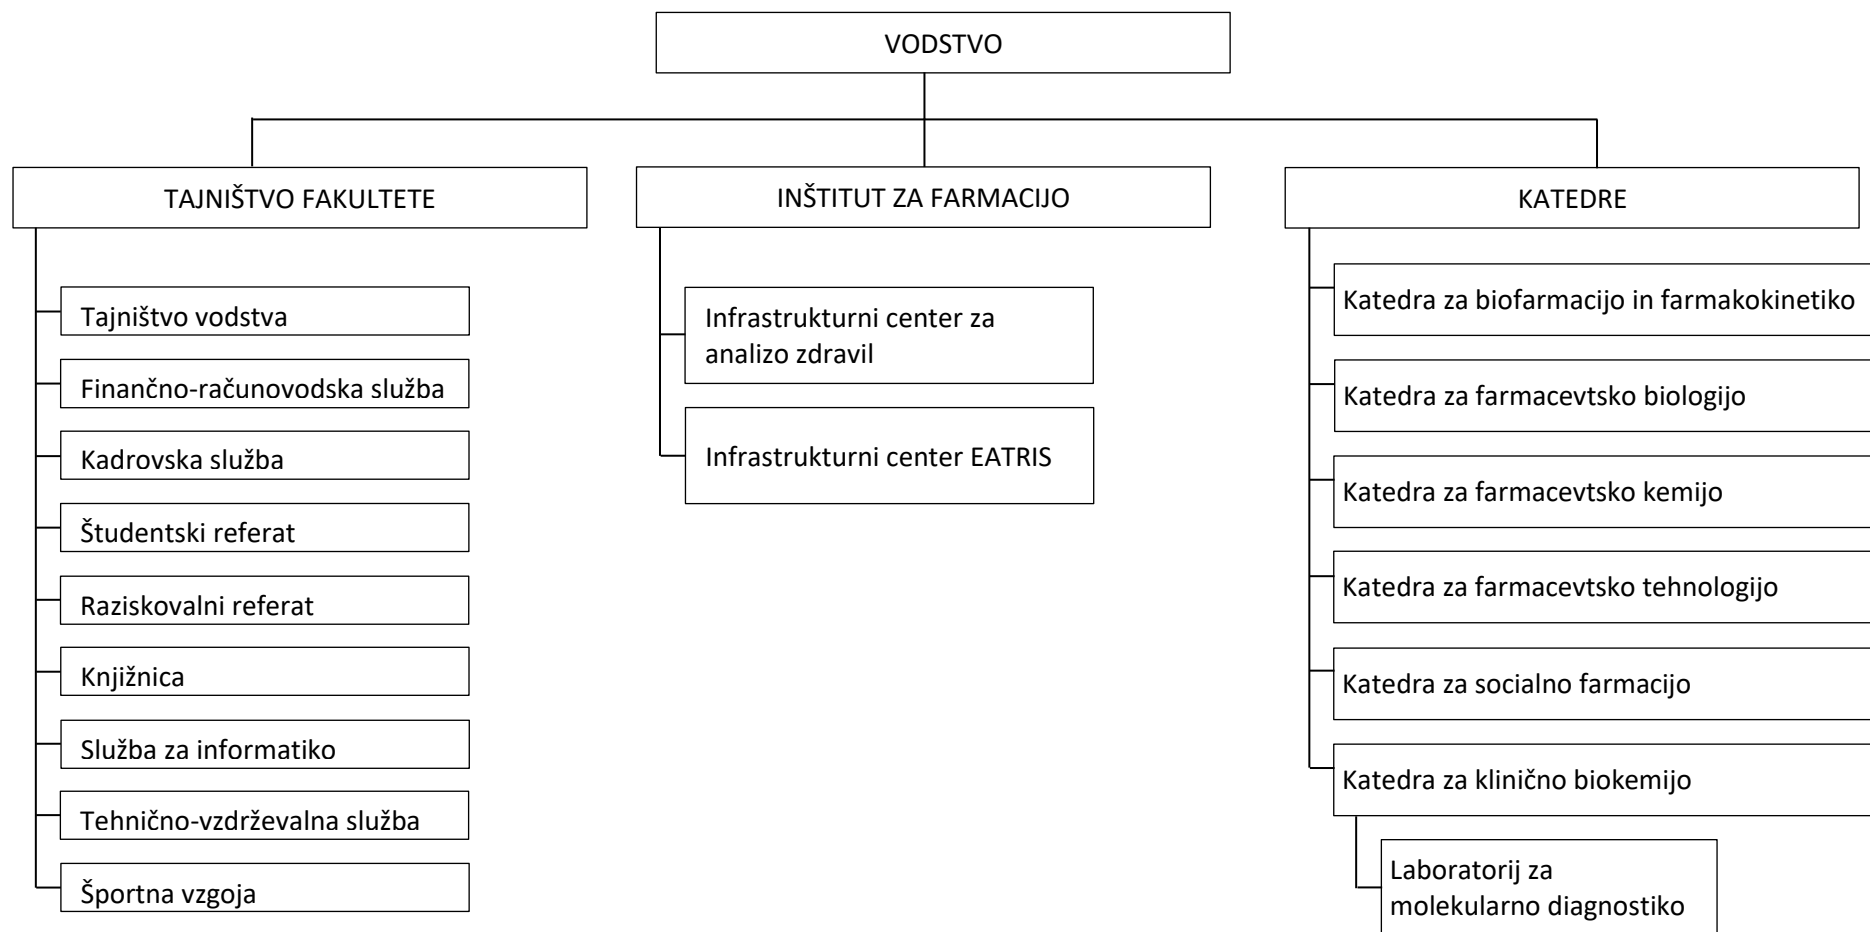 VODSTVO
TAJNIŠTVO FAKULTETE
Tajništvo vodstva
Finančno-računovodska služba
Kadrovska služba
Študentski referat
Raziskovalni referat
Knjižnica
Služba za informatiko
Tehnično-vzdrževalna služba
Športna vzgoja
INŠTITUT ZA FARMACIJO
Infrastrukturni center za
analizo zdravil
Infrastrukturni center EATRIS
KATEDRE
Katedra za biofarmacijo in farmakokinetiko
Katedra za farmacevtsko biologijo
Katedra za farmacevtsko kemijo
Katedra za farmacevtsko tehnologijo
Katedra za socialno farmacijo
Katedra za klinično biokemijo
Laboratorij za
molekularno diagnostiko